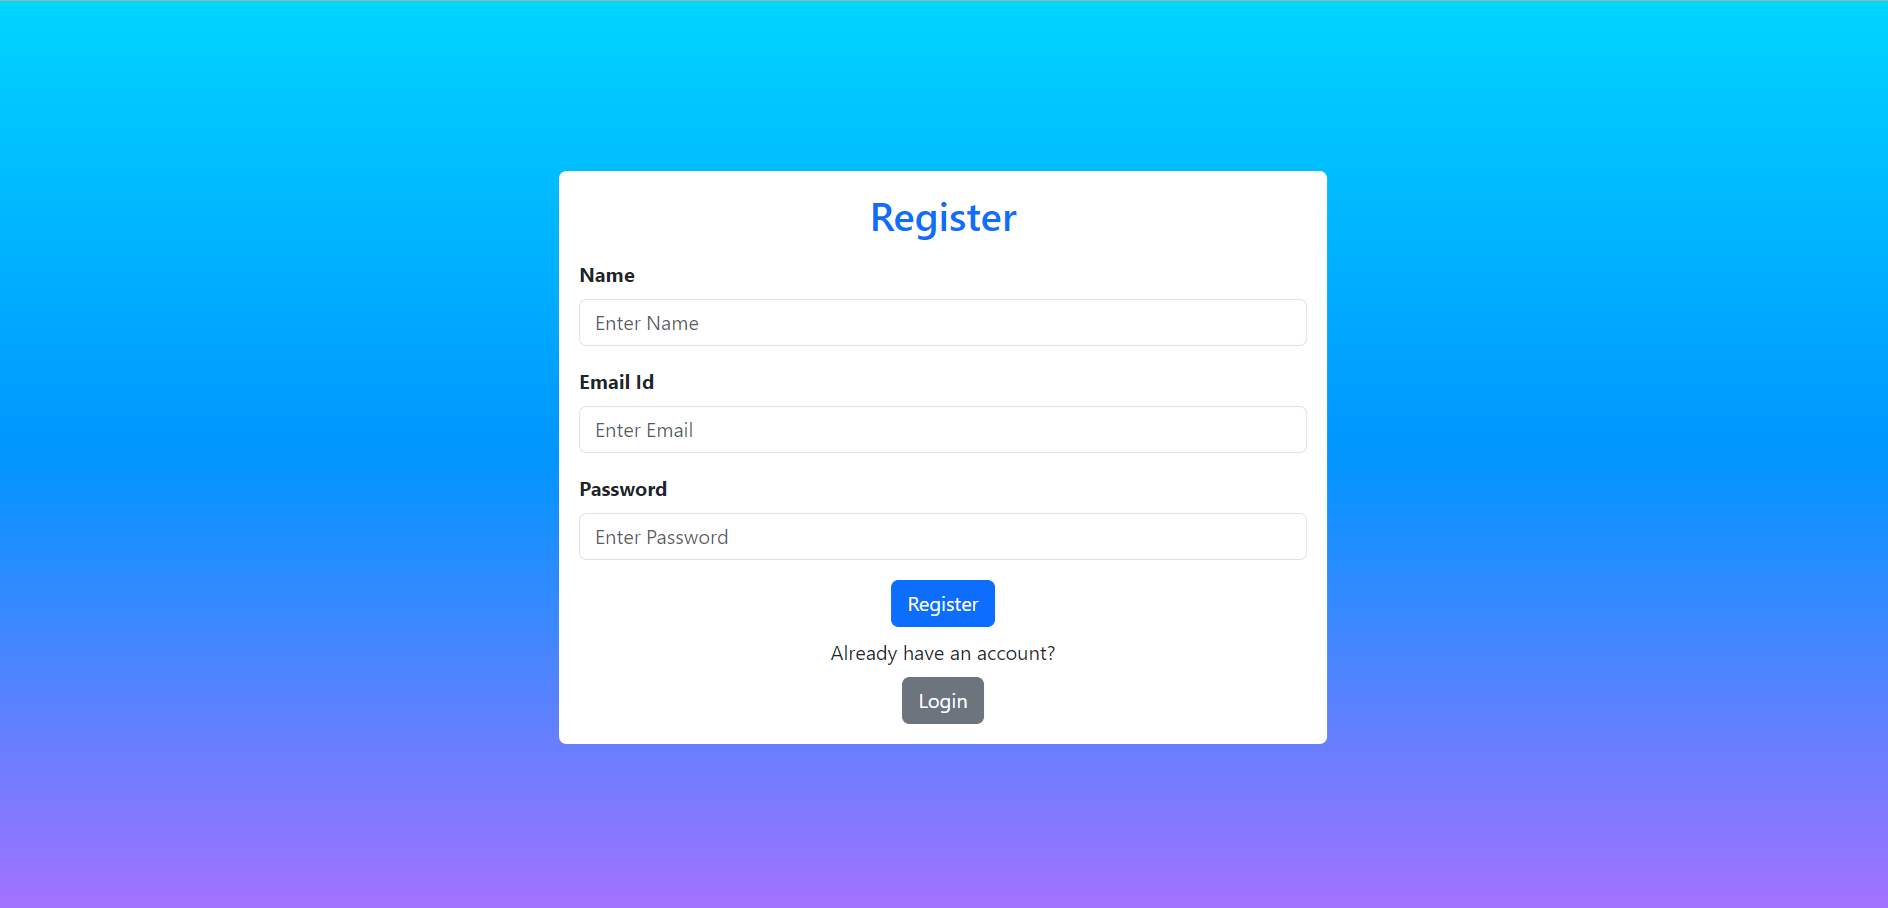 Register
Name
Enter Name
Email Id
Enter Email
Password
Enter Password
Register
Already have an account?
Login